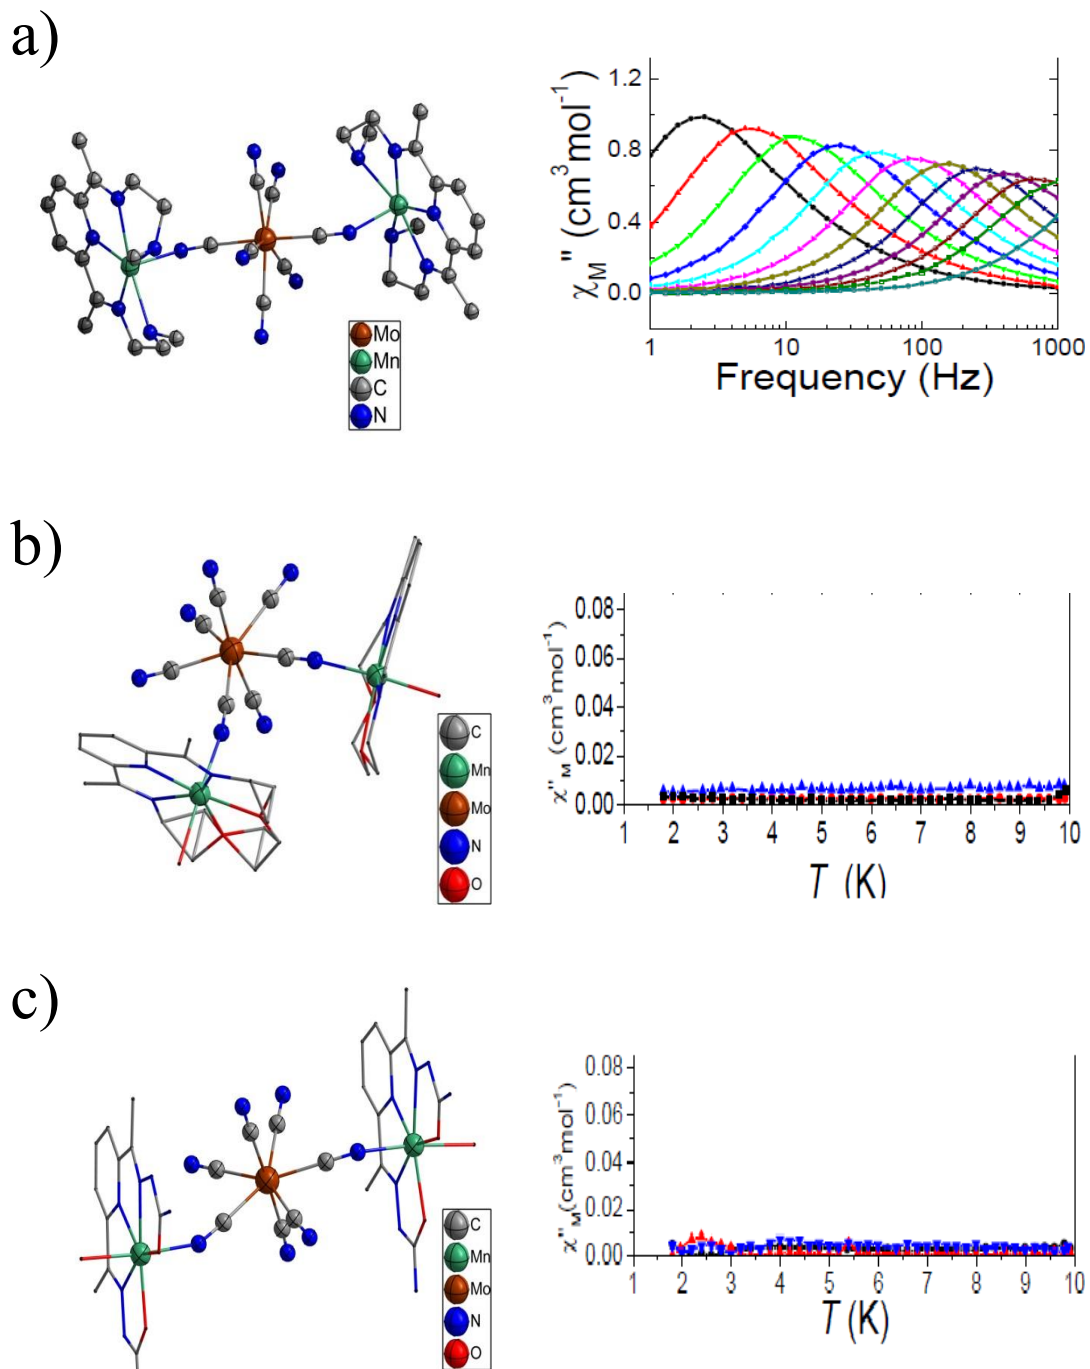 a)
Mo
Mn
C
N
χM" (cm³mol⁻¹)
1.2
0.8
0.4
0.0
1 10 100 1000
Frequency (Hz)
b)
C
Mn
Mo
N
O
χ"M (cm³mol⁻¹)
0.08
0.06
0.04
0.02
0.00
1 2 3 4 5 6 7 8 9 10
T (K)
c)
C
Mn
Mo
N
O
χ"M(cm³mol⁻¹)
0.08
0.06
0.04
0.02
0.00
1 2 3 4 5 6 7 8 9 10
T (K)